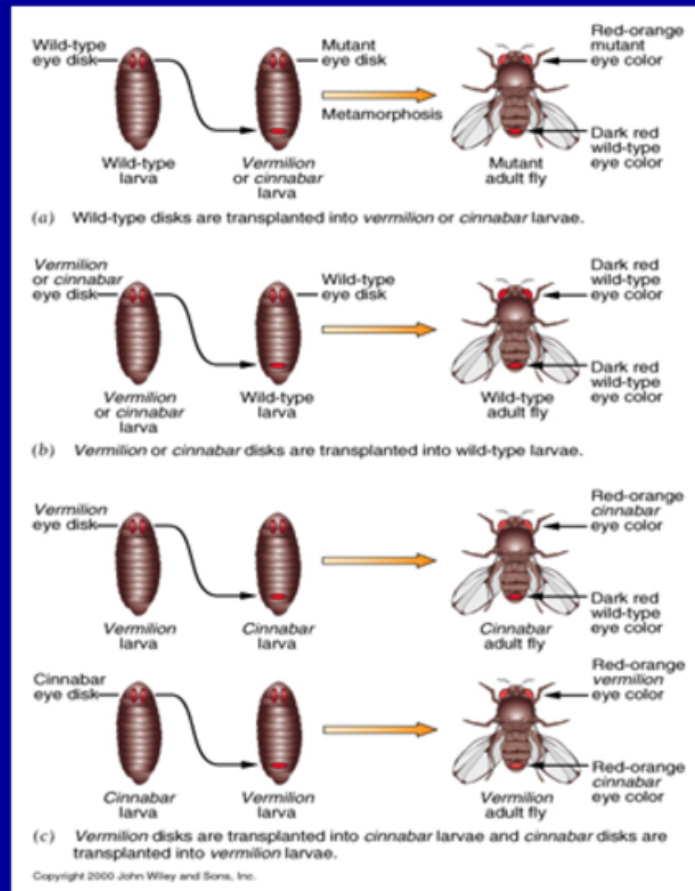 Wild-type
eye disk
Mutant
eye disk
Red-orange
mutant
eye color
Metamorphosis
Dark red
wild-type
eye color
Wild-type
larva
Vermilion
or cinnabar
larva
Mutant
adult fly
(a) Wild-type disks are transplanted into vermilion or cinnabar larvae.
Vermilion
or cinnabar
eye disk
Wild-type
eye disk
Dark red
wild-type
eye color
Dark red
wild-type
eye color
Vermilion
or cinnabar
larva
Wild-type
larva
Wild-type
adult fly
(b) Vermilion or cinnabar disks are transplanted into wild-type larvae.
Vermilion
eye disk
Red-orange
cinnabar
eye color
Dark red
wild-type
eye color
Vermilion
larva
Cinnabar
larva
Cinnabar
adult fly
Cinnabar
eye disk
Red-orange
vermilion
eye color
Red-orange
cinnabar
eye color
Cinnabar
larva
Vermilion
larva
Vermilion
adult fly
(c) Vermilion disks are transplanted into cinnabar larvae and cinnabar disks are
transplanted into vermilion larvae.
Copyright 2000 John Wiley and Sons, Inc.